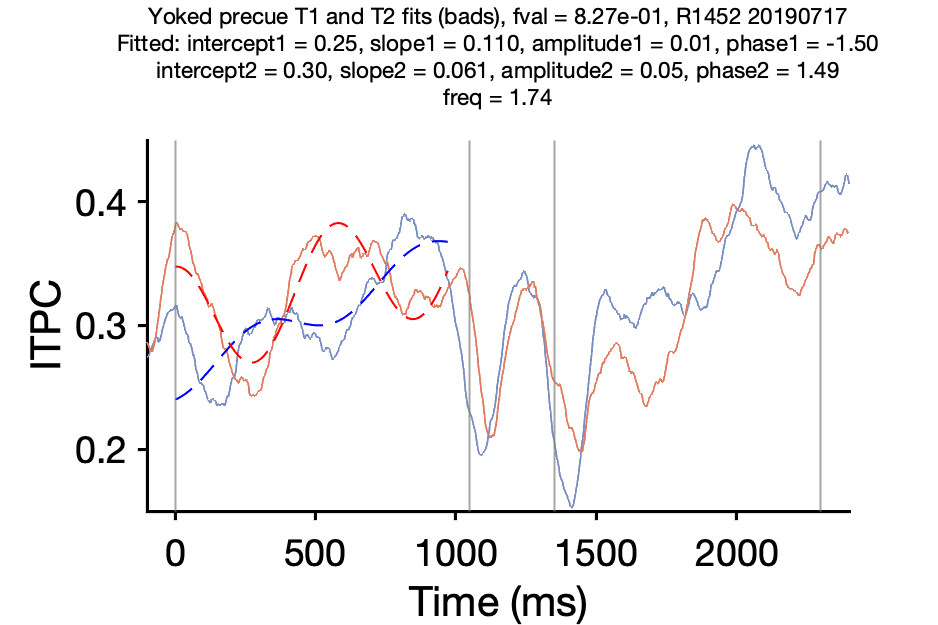 Yoked precue T1 and T2 fits (bads), fval = 8.27e-01, R1452 20190717
Fitted: intercept1 = 0.25, slope1 = 0.110, amplitude1 = 0.01, phase1 = -1.50
intercept2 = 0.30, slope2 = 0.061, amplitude2 = 0.05, phase2 = 1.49
freq = 1.74
0.4
0.3
0.2
ITPC
0 500 1000 1500 2000
Time (ms)